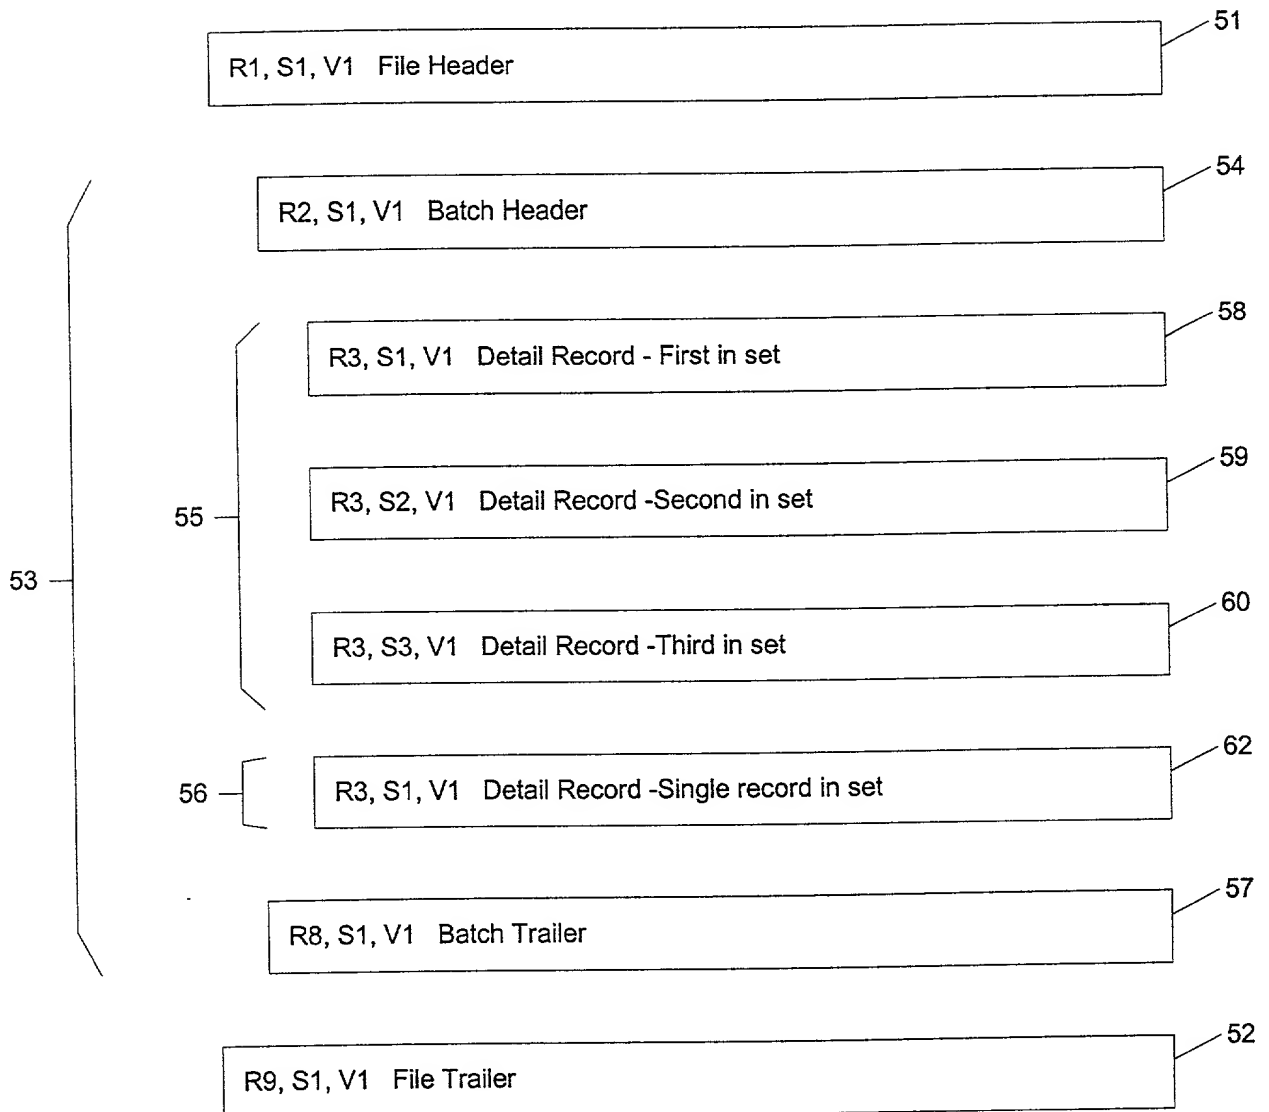 51
R1, S1, V1 File Header
54
R2, S1, V1 Batch Header
58
R3, S1, V1 Detail Record - First in set
59
R3, S2, V1 Detail Record -Second in set
55
53
60
R3, S3, V1 Detail Record -Third in set
62
R3, S1, V1 Detail Record -Single record in set
56
57
R8, S1, V1 Batch Trailer
52
R9, S1, V1 File Trailer